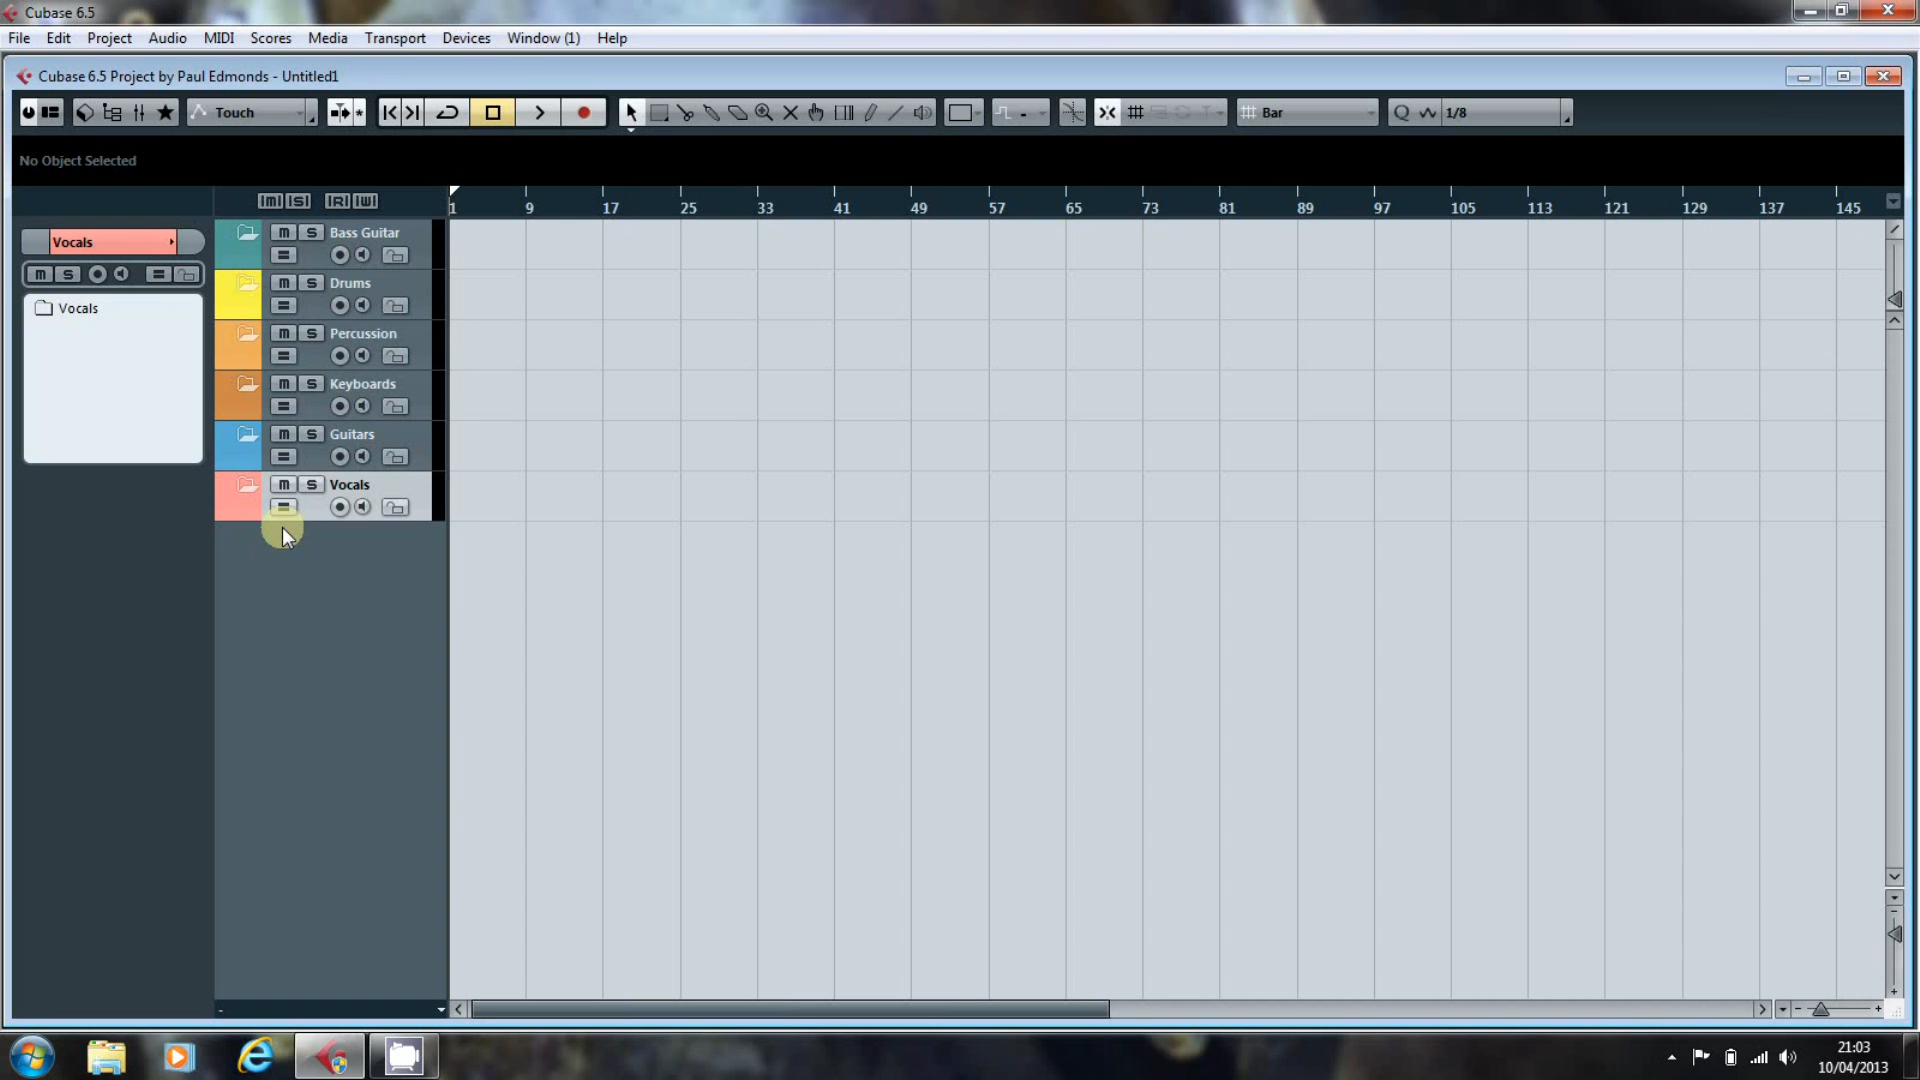 Cubase 6.5
File Edit Project Audio MIDI Scores Media Transport Devices Window (1) Help
Cubase 6.5 Project by Paul Edmonds - Untitled1
Touch
Bar
Q 1/8
No Object Selected
M S R W
1 9 17 25 33 41 49 57 65 73 81 89 97 105 113 121 129 137 145
Vocals
m S
Vocals
m S Bass Guitar
m S Drums
m S Percussion
m S Keyboards
m S Guitars
m S Vocals
21:03
10/04/2013